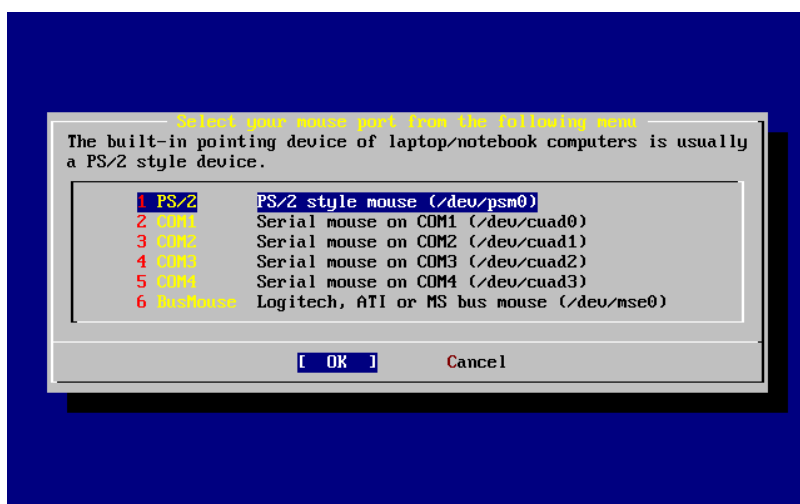 Select your mouse port from the following menu
The built-in pointing device of laptop/notebook computers is usually
a PS/2 style device.
1 PS/2 PS/2 style mouse (/dev/psm0)
2 COM1 Serial mouse on COM1 (/dev/cuad0)
3 COM2 Serial mouse on COM2 (/dev/cuad1)
4 COM3 Serial mouse on COM3 (/dev/cuad2)
5 COM4 Serial mouse on COM4 (/dev/cuad3)
6 BusMouse Logitech, ATI or MS bus mouse (/dev/mse0)
[ OK ] Cancel